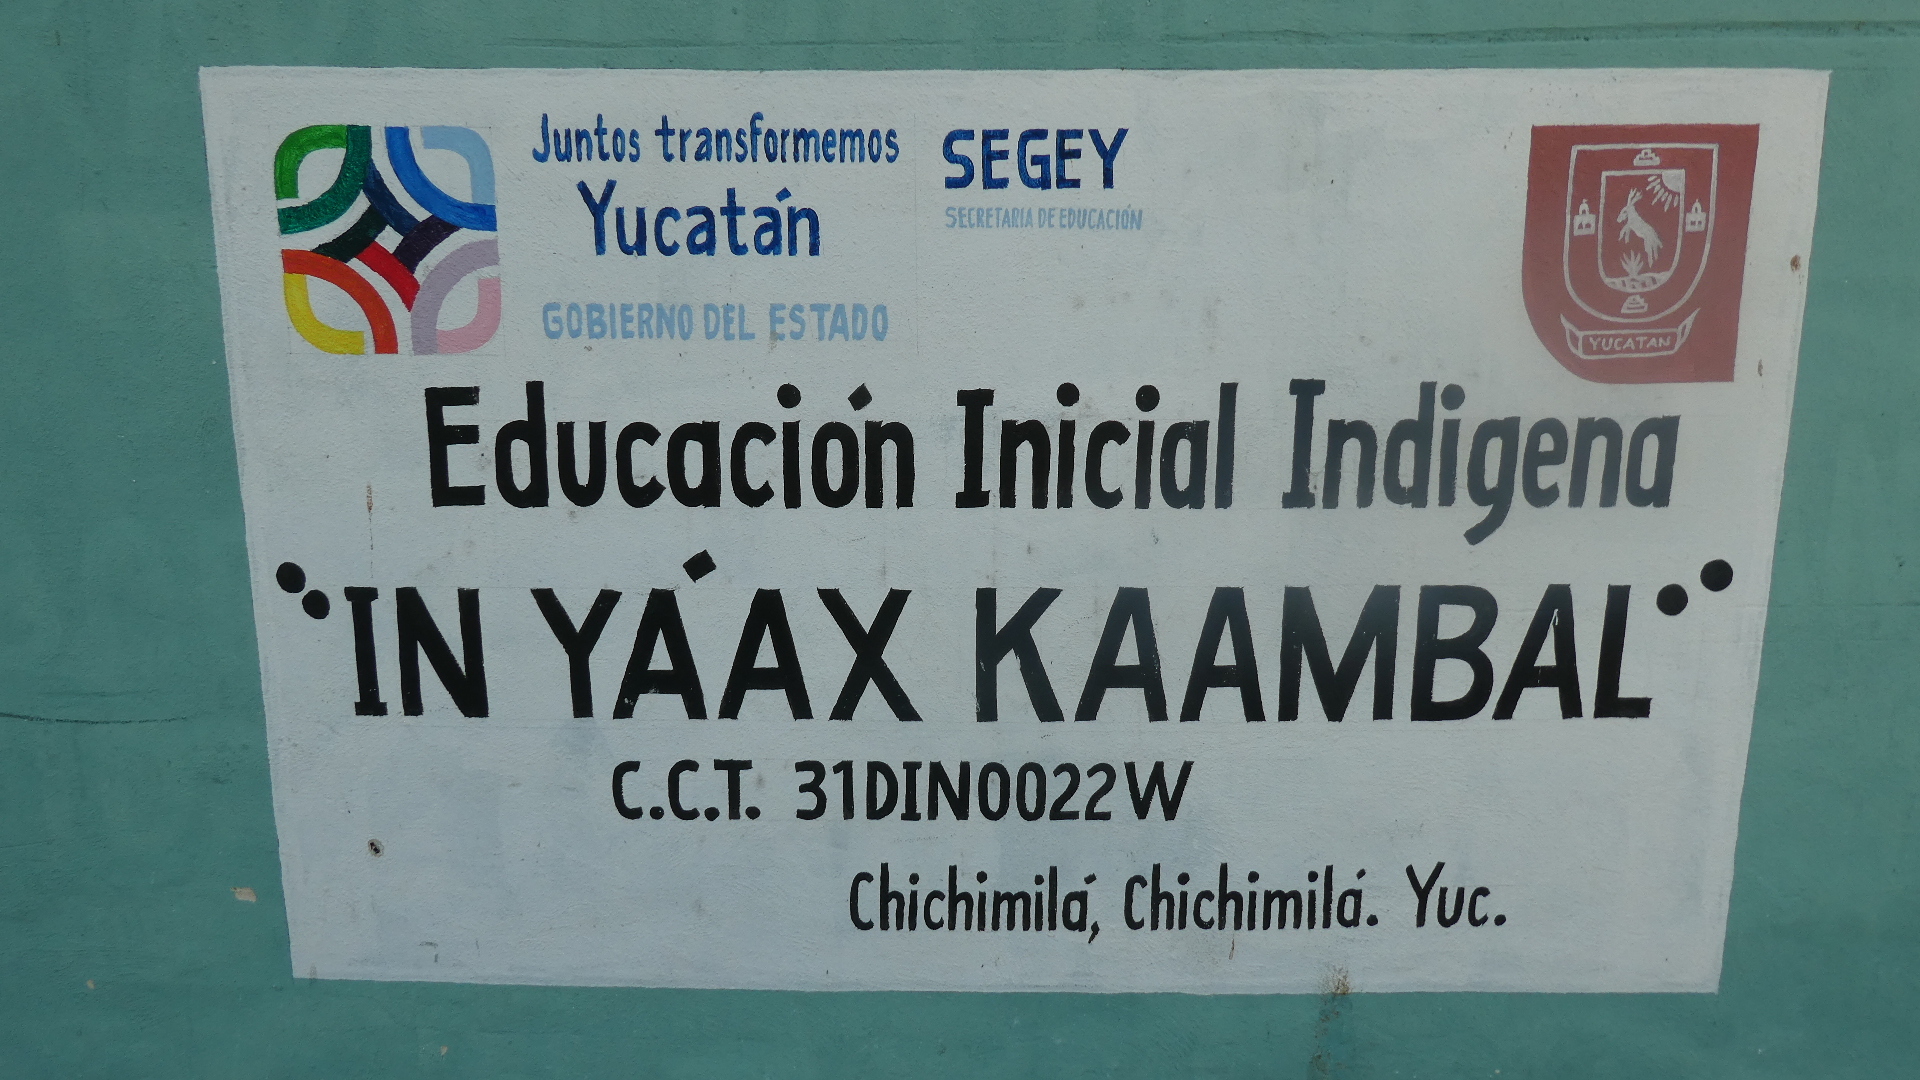 Juntos transformemos
Yucatán
GOBIERNO DEL ESTADO
SEGEY
SECRETARIA DE EDUCACIÓN
YUCATAN
Educación Inicial Indigena
"IN YÁAX KAAMBAL"
C.C.T. 31DIN0022W
Chichimilá, Chichimilá. Yuc.